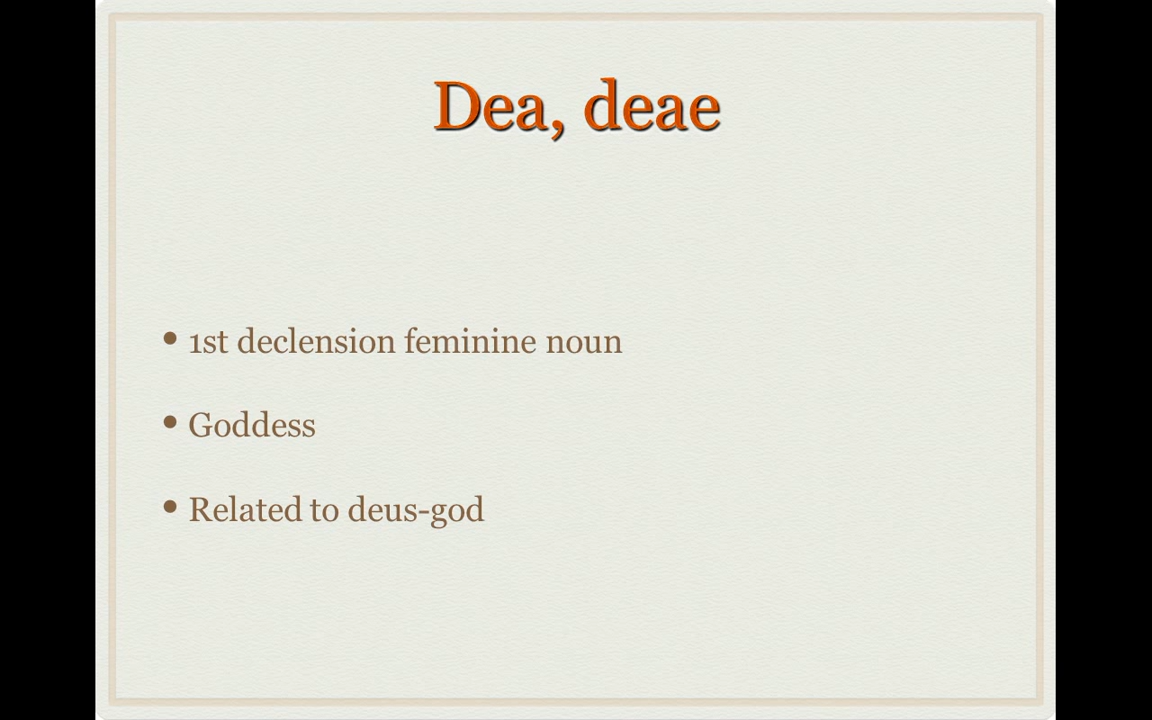 Dea, deae
• 1st declension feminine noun
• Goddess
• Related to deus-god